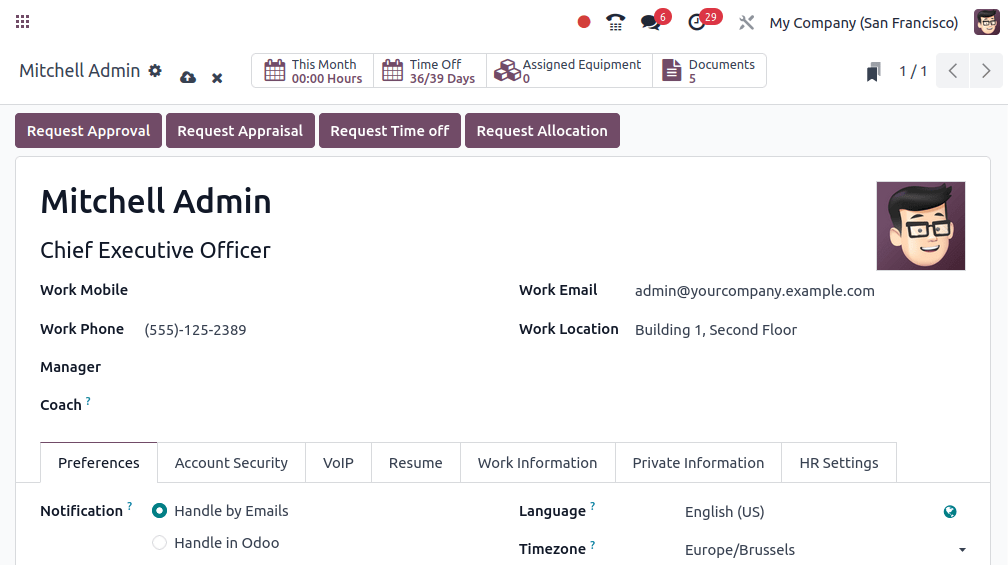 6
29
My Company (San Francisco)
Mitchell Admin
This Month
00:00 Hours
Time Off
36/39 Days
Assigned Equipment
0
Documents
5
1 / 1
Request Approval
Request Appraisal
Request Time off
Request Allocation
Mitchell Admin
Chief Executive Officer
Work Mobile
Work Email admin@yourcompany.example.com
Work Phone (555)-125-2389
Work Location Building 1, Second Floor
Manager
Coach ?
Preferences
Account Security
VoIP
Resume
Work Information
Private Information
HR Settings
Notification ? Handle by Emails
Handle in Odoo
Language ? English (US)
Timezone ? Europe/Brussels